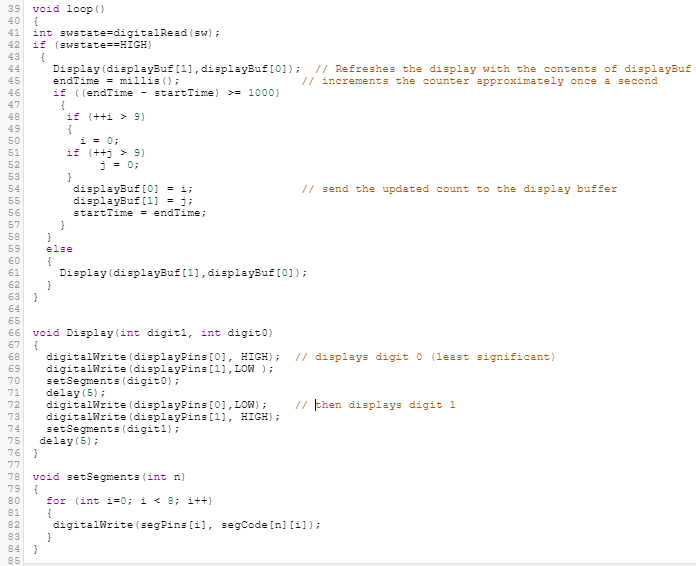 39 void loop()
40 {
41 int swstate=digitalRead(sw);
42 if (swstate==HIGH)
43  {
44    Display(displayBuf[1],displayBuf[0]);  // Refreshes the display with the contents of displayBuf
45    endTime = millis();                  // increments the counter approximately once a second
46    if ((endTime - startTime) >= 1000)
47     {
48      if (++i > 9)
49      {
50        i = 0;
51      if (++j > 9)
52           j = 0;
53      }
54       displayBuf[0] = i;                // send the updated count to the display buffer
55       displayBuf[1] = j;
56       startTime = endTime;
57     }
58   }
59   else
60   {
61     Display(displayBuf[1],displayBuf[0]);
62   }
63 }
64
65
66 void Display(int digit1, int digit0)
67 {
68   digitalWrite(displayPins[0], HIGH);  // displays digit 0 (least significant)
69   digitalWrite(displayPins[1],LOW );
70   setSegments(digit0);
71   delay(5);
72   digitalWrite(displayPins[0],LOW);    // then displays digit 1
73   digitalWrite(displayPins[1], HIGH);
74   setSegments(digit1);
75  delay(5);
76 }
77
78 void setSegments(int n)
79 {
80   for (int i=0; i < 8; i++)
81   {
82    digitalWrite(segPins[i], segCode[n][i]);
83   }
84 }
85